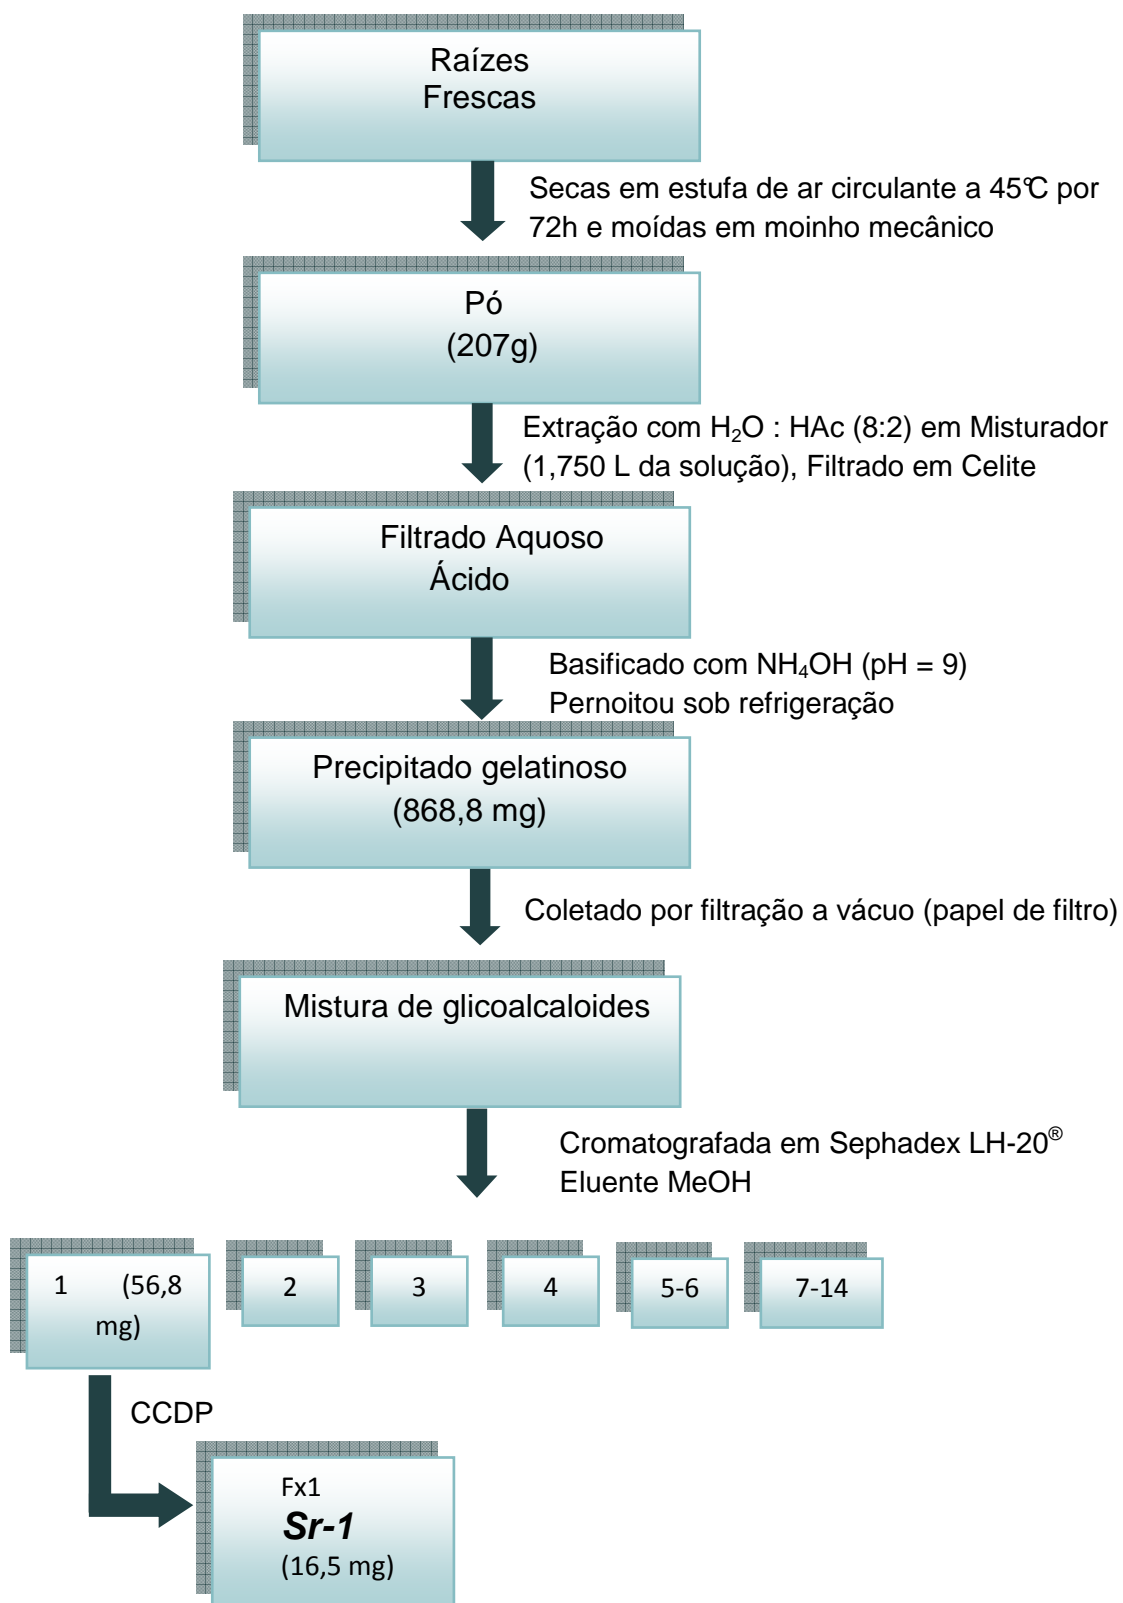 Raízes
Frescas
Secas em estufa de ar circulante a 45°C por
72h e moídas em moinho mecânico
Pó
(207g)
Extração com H₂O : HAc (8:2) em Misturador
(1,750 L da solução), Filtrado em Celite
Filtrado Aquoso
Ácido
Basificado com NH₄OH (pH = 9)
Pernoitou sob refrigeração
Precipitado gelatinoso
(868,8 mg)
Coletado por filtração a vácuo (papel de filtro)
Mistura de glicoalcaloides
Cromatografada em Sephadex LH-20®
Eluente MeOH
1 (56,8
mg)
2
3
4
5-6
7-14
CCDP
Fx1
Sr-1
(16,5 mg)